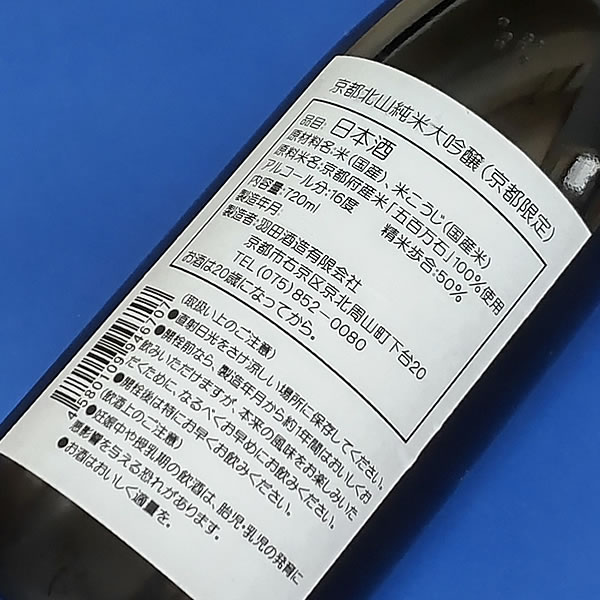 京都北山純米大吟醸(京都限定)
品目:日本酒
原材料名:米(国産)、米こうじ(国産米)
原料米名:京都府産米「五百万石」100%使用
アルコール分:16度 精米歩合:50%
内容量:720ml
製造年月:
製造者:羽田酒造有限会社
京都市右京区京北周山町下台20
TEL(075)852-0080
お酒は20歳になってから。
(取扱い上のご注意)
●直射日光をさけ涼しい場所に保存してください。
●開栓前なら、製造年月から約1年間はおいしくお
飲みいただけますが、本来の風味をお楽しみいた
だくために、なるべくお早めにお飲みください。
●開栓後は特にお早くお飲みください。
(飲酒上のご注意)
●妊娠中や授乳期の飲酒は、胎児・乳児の発育に
悪影響を与える恐れがあります。
●お酒はおいしく適量を。